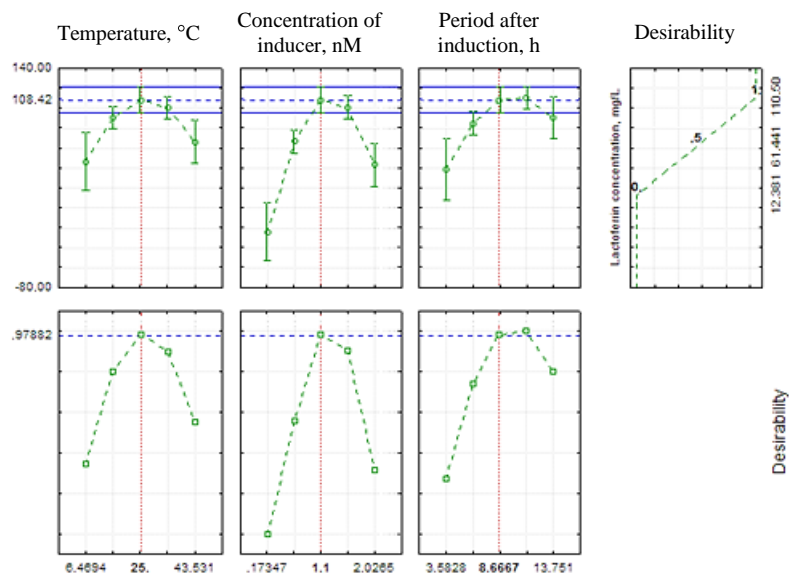 Temperature, °C
Concentration of
inducer, nM
Period after
induction, h
Desirability
140.00
108.42
-80.00
1.
.5
0.
Lactoferrin concentration, mg/L
12.381 61.441 110.50
.97882
Desirability
6.4694 25. 43.531
.17347 1.1 2.0265
3.5828 8.6667 13.751